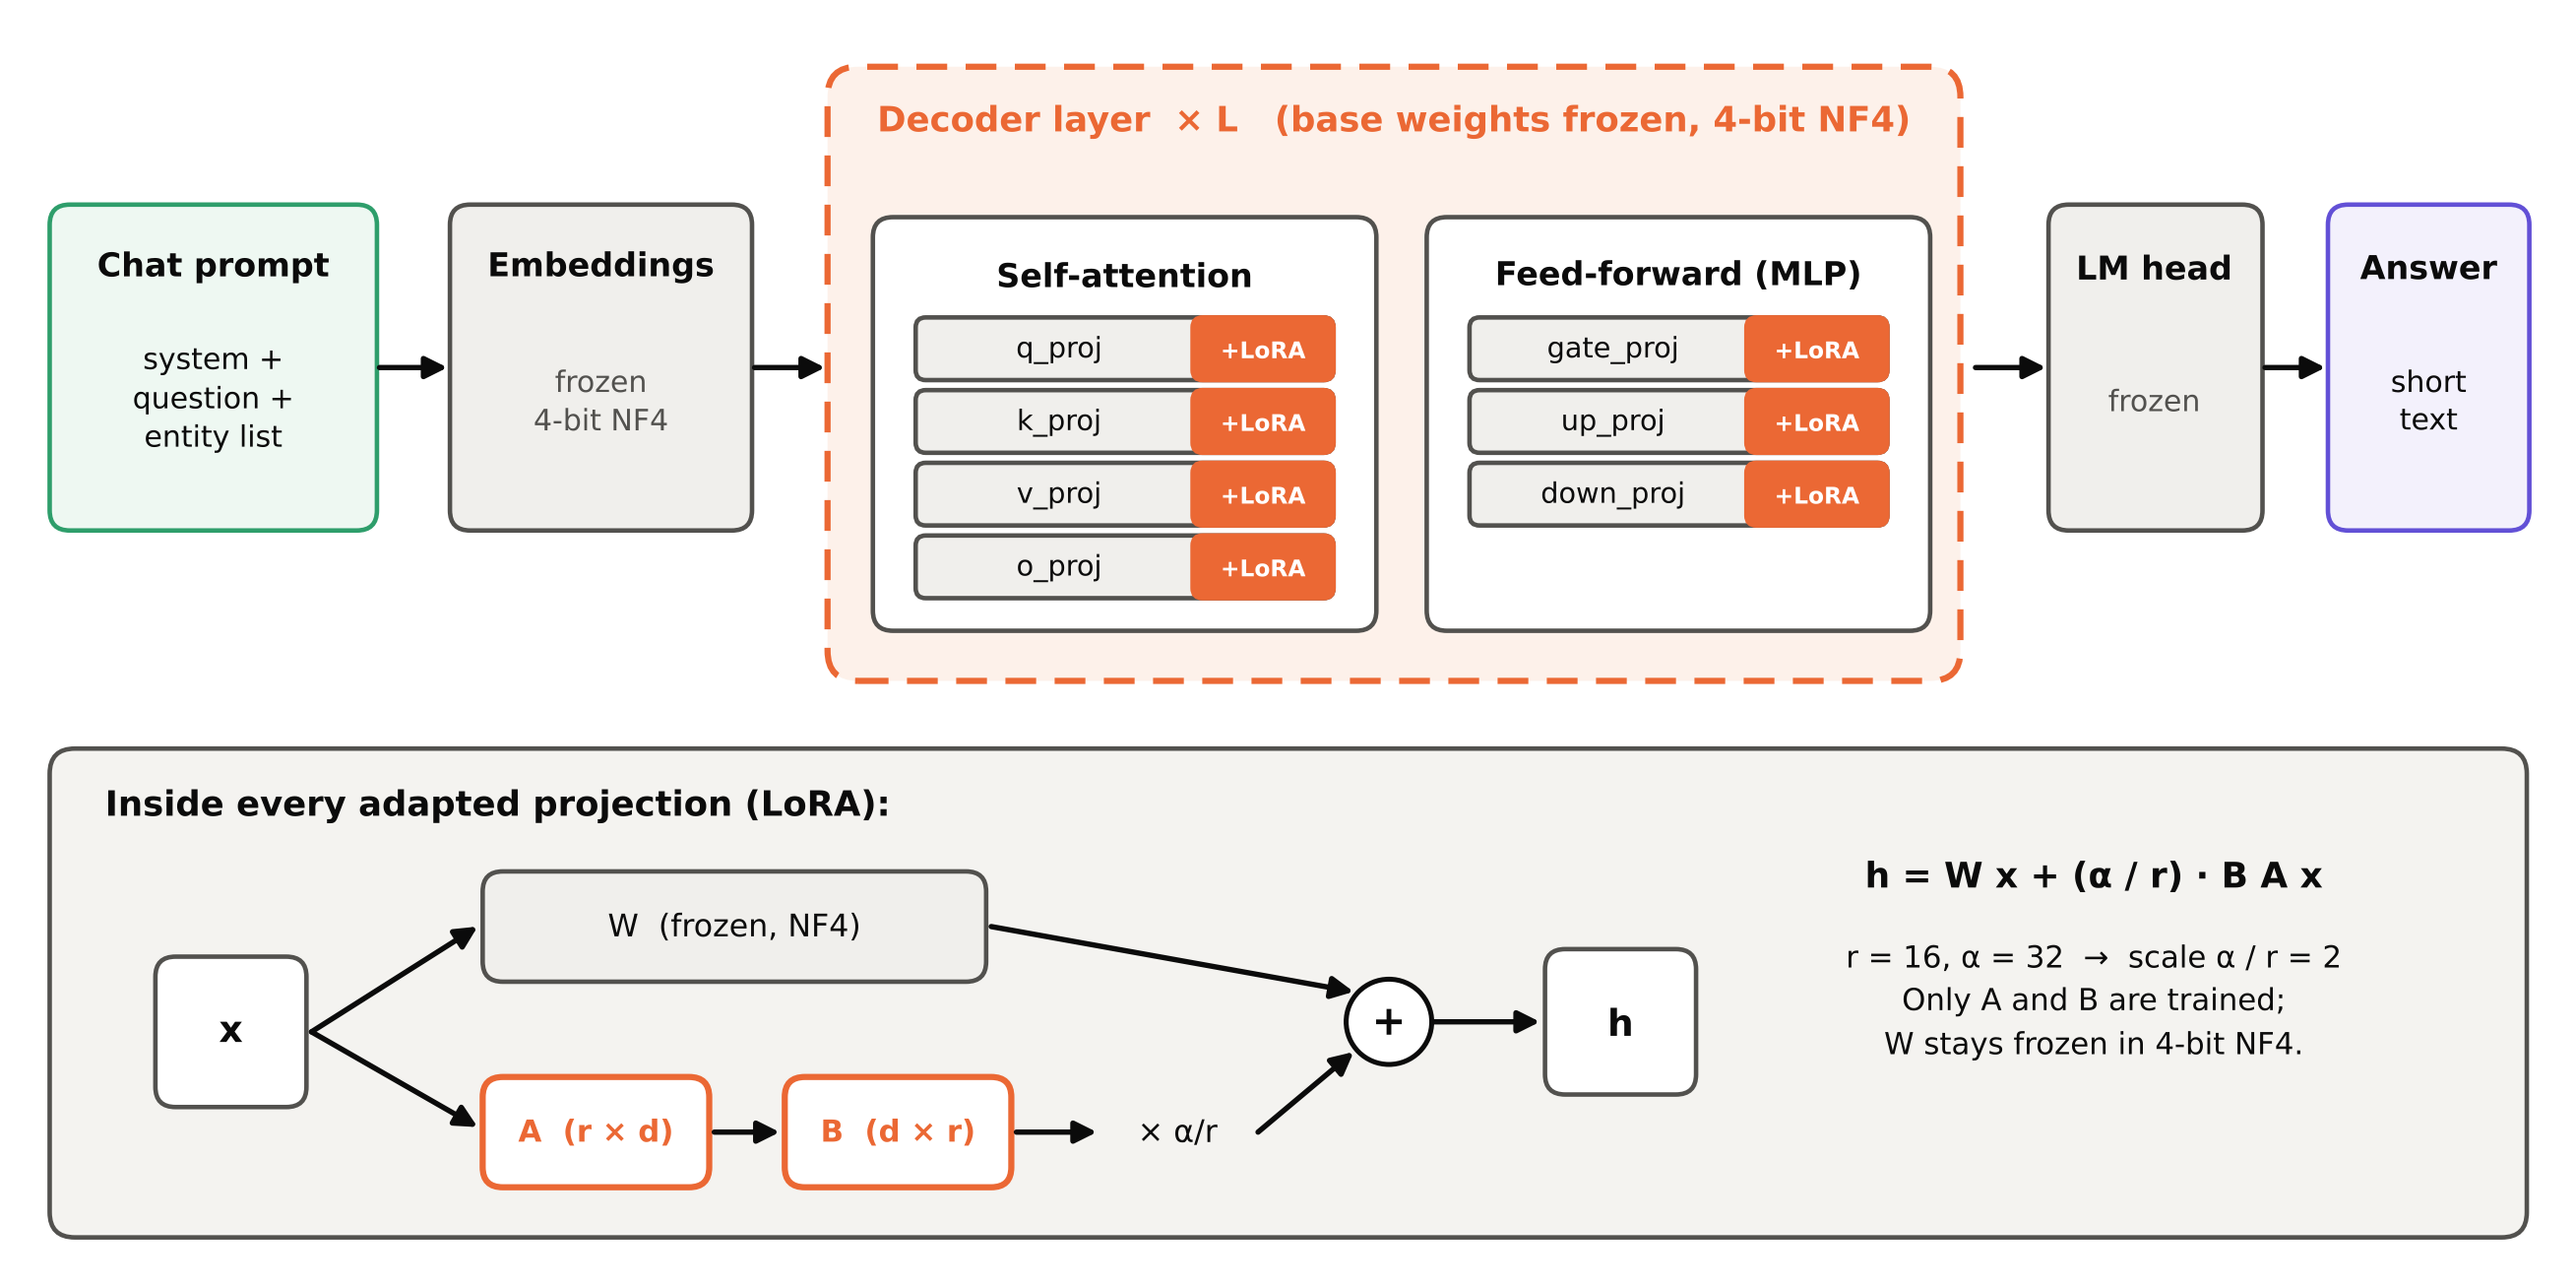 Decoder layer × L (base weights frozen, 4-bit NF4)
Chat prompt
system +
question +
entity list
Embeddings
frozen
4-bit NF4
Self-attention
q_proj +LoRA
k_proj +LoRA
v_proj +LoRA
o_proj +LoRA
Feed-forward (MLP)
gate_proj +LoRA
up_proj +LoRA
down_proj +LoRA
LM head
frozen
Answer
short
text
Inside every adapted projection (LoRA):
x
W (frozen, NF4)
A (r × d)
B (d × r)
× α/r
+
h
h = W x + (α / r) · B A x
r = 16, α = 32 → scale α / r = 2
Only A and B are trained;
W stays frozen in 4-bit NF4.